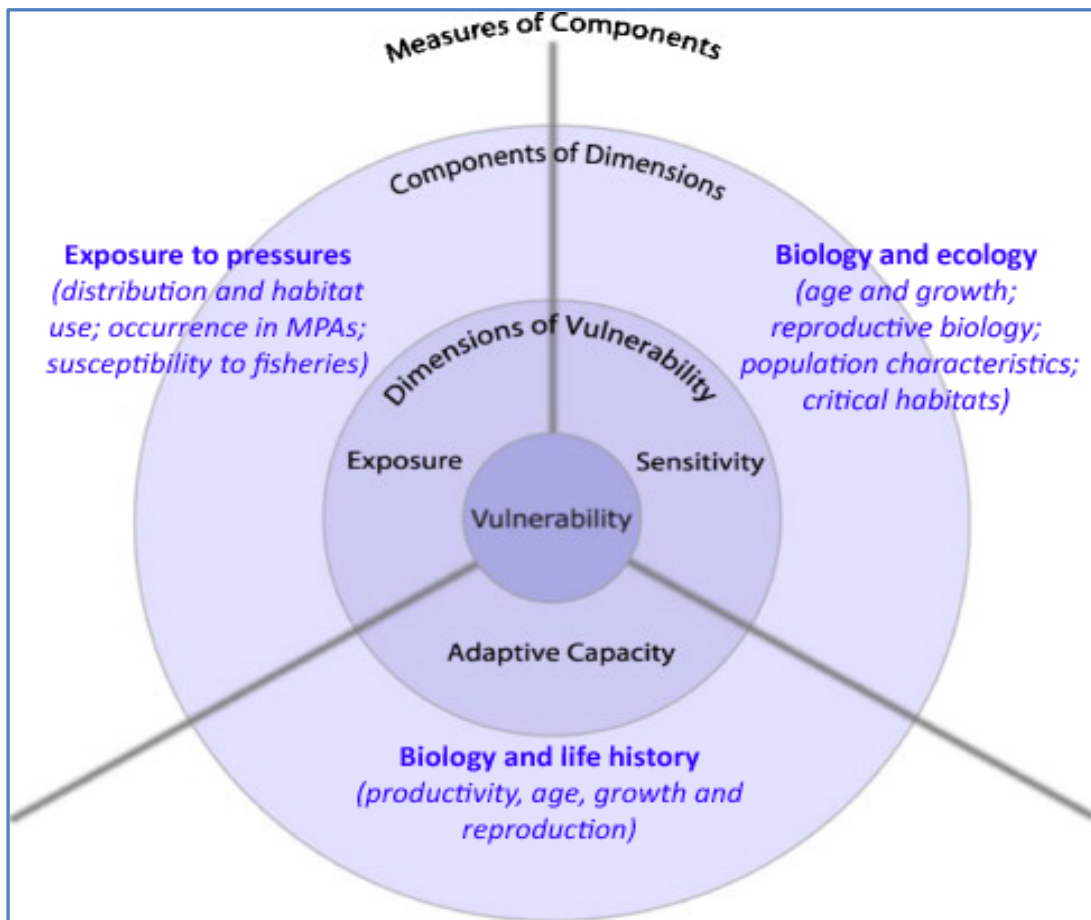 Measures of Components
Components of Dimensions
Exposure to pressures
(distribution and habitat
use; occurrence in MPAs;
susceptibility to fisheries)
Biology and ecology
(age and growth;
reproductive biology;
population characteristics;
critical habitats)
Dimensions of Vulnerability
Exposure
Sensitivity
Vulnerability
Adaptive Capacity
Biology and life history
(productivity, age, growth and
reproduction)